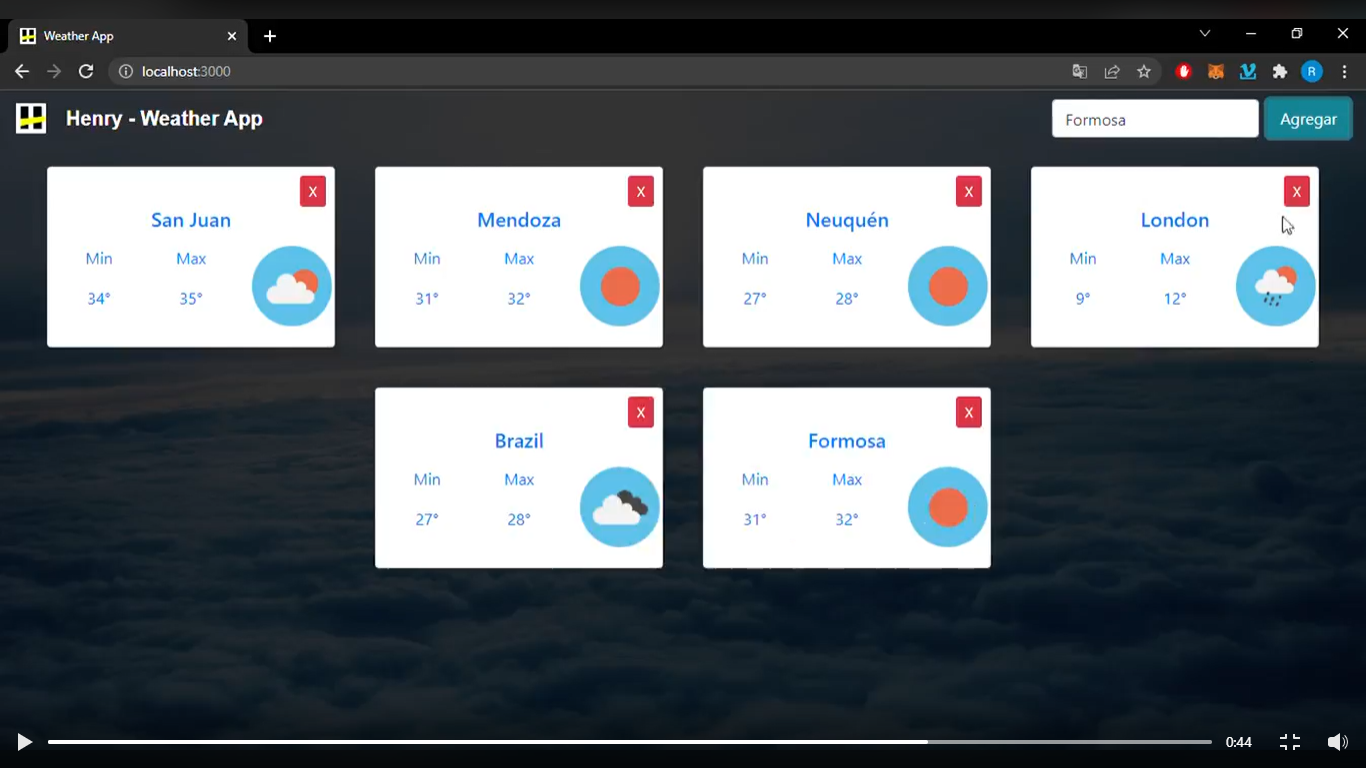 Weather App
localhost:3000
R
Henry - Weather App
Formosa
Agregar
X
San Juan
Min Max
34° 35°
X
Mendoza
Min Max
31° 32°
X
Neuquén
Min Max
27° 28°
X
London
Min Max
9° 12°
X
Brazil
Min Max
27° 28°
X
Formosa
Min Max
31° 32°
0:44